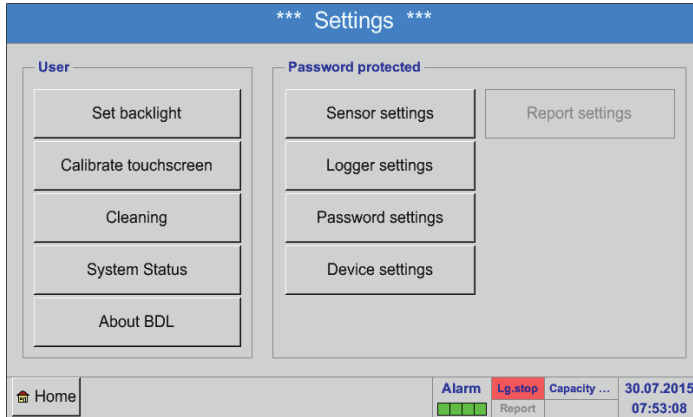 *** Settings ***
User
Set backlight
Calibrate touchscreen
Cleaning
System Status
About BDL
Password protected
Sensor settings
Report settings
Logger settings
Password settings
Device settings
Home
Alarm
Lg.stop
Report
Capacity ...
30.07.2015
07:53:08